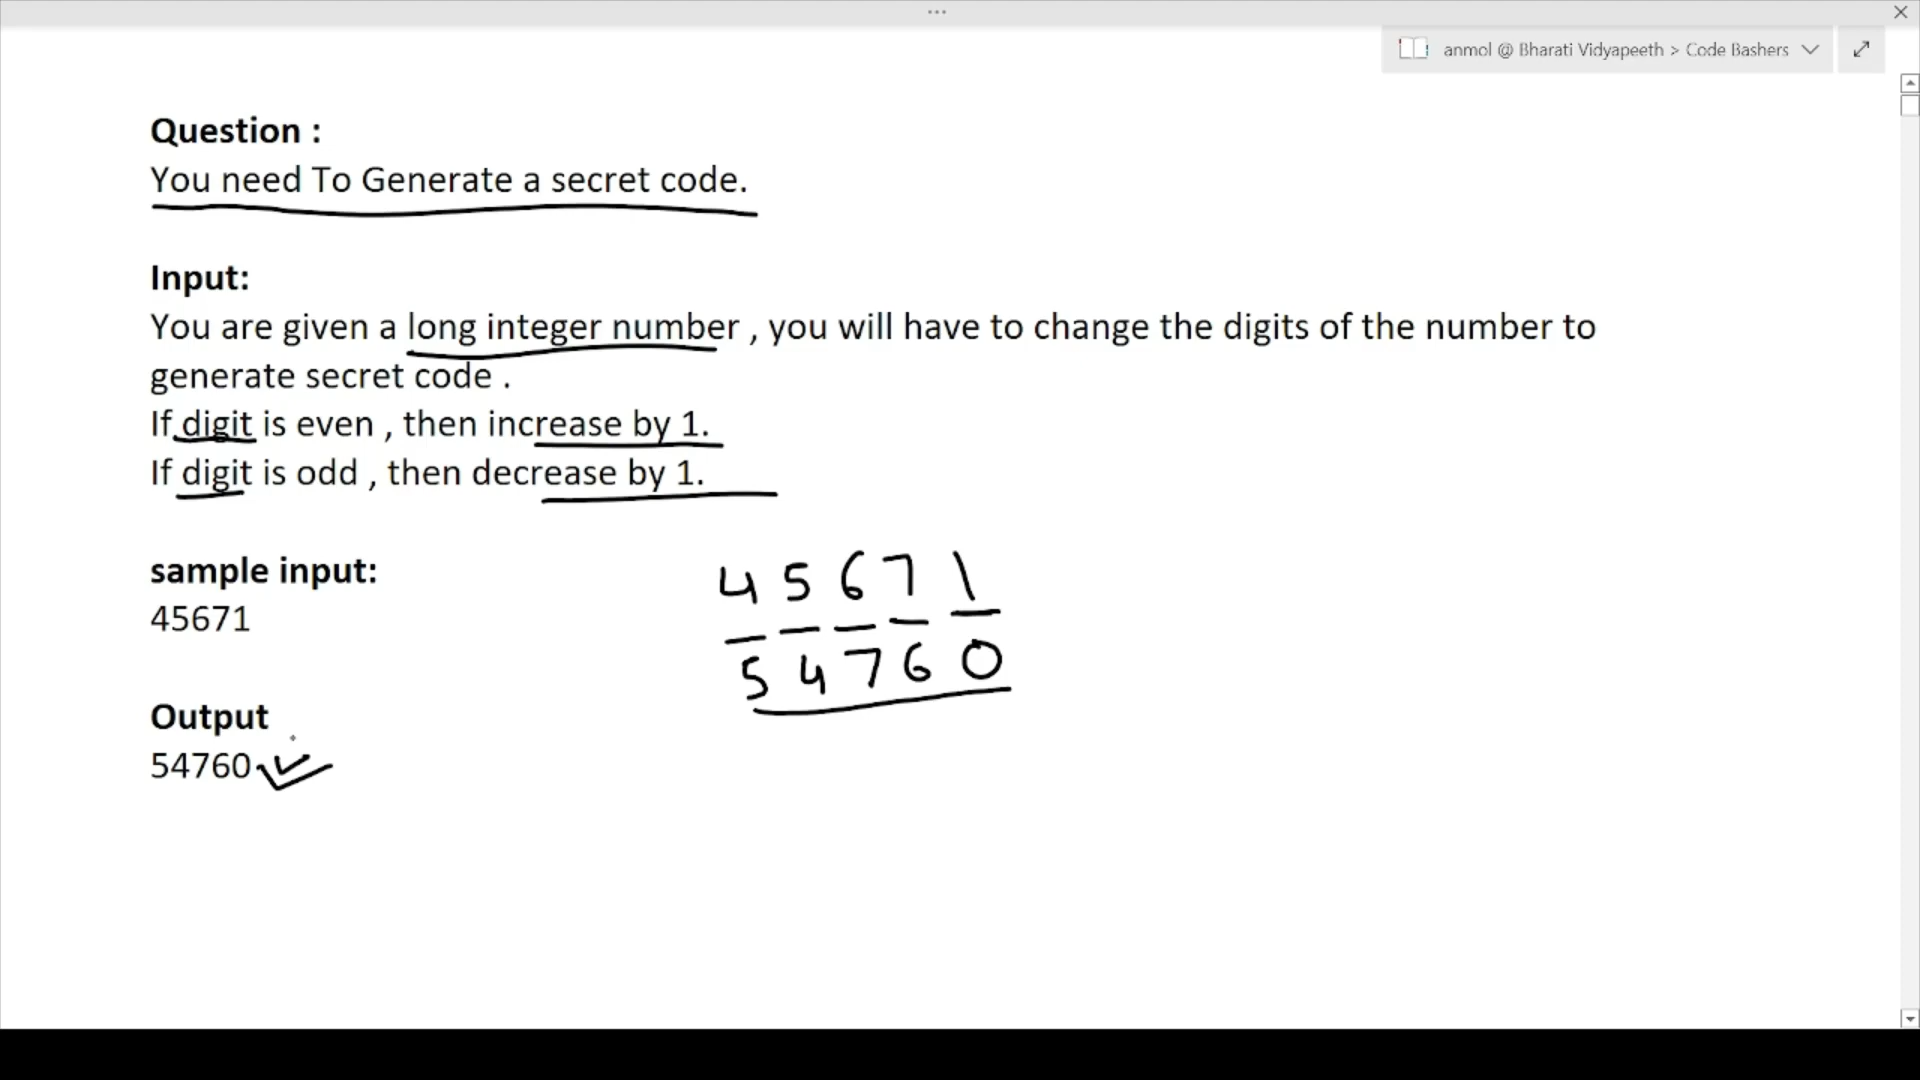 anmol @ Bharati Vidyapeeth > Code Bashers
Question :
You need To Generate a secret code.
Input:
You are given a long integer number , you will have to change the digits of the number to
generate secret code .
If digit is even , then increase by 1.
If digit is odd , then decrease by 1.
sample input:
45671
4 5 6 7 1
5 4 7 6 0
Output
54760